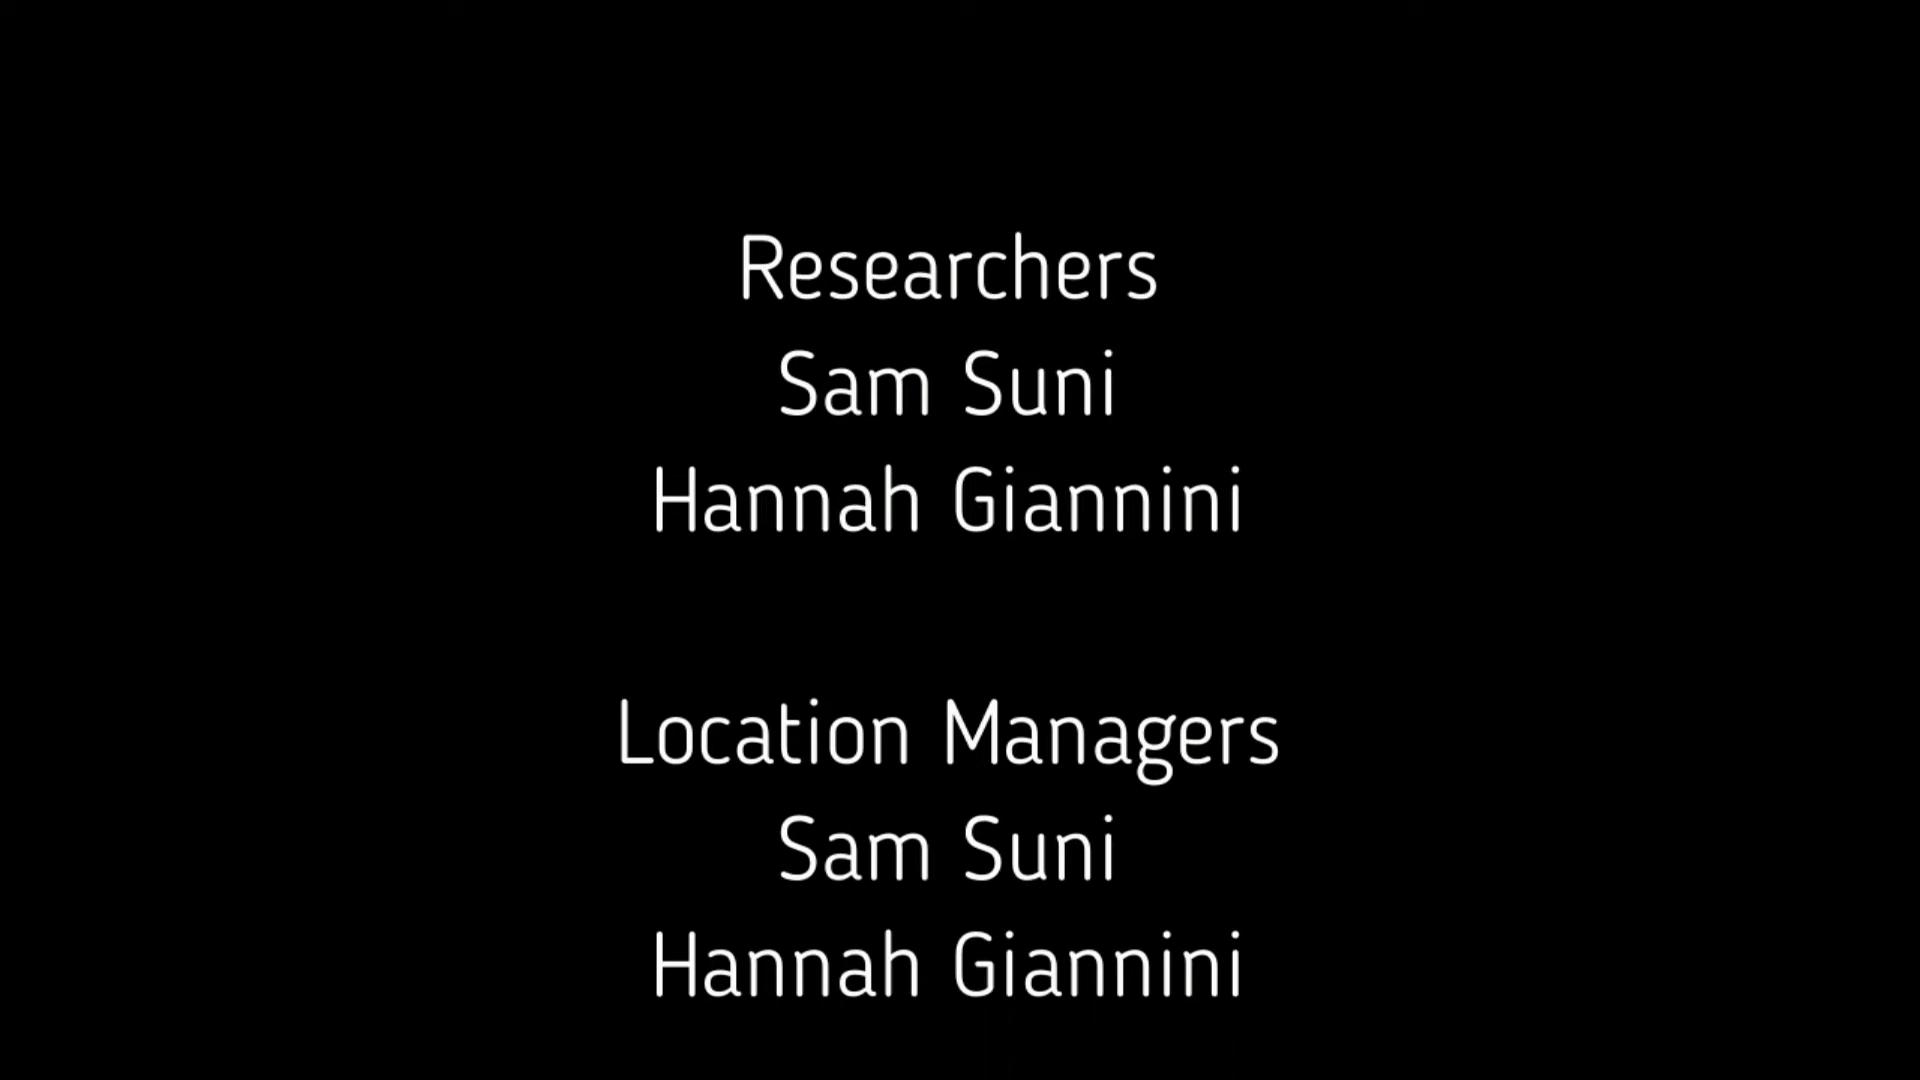 Researchers
Sam Suni
Hannah Giannini
Location Managers
Sam Suni
Hannah Giannini